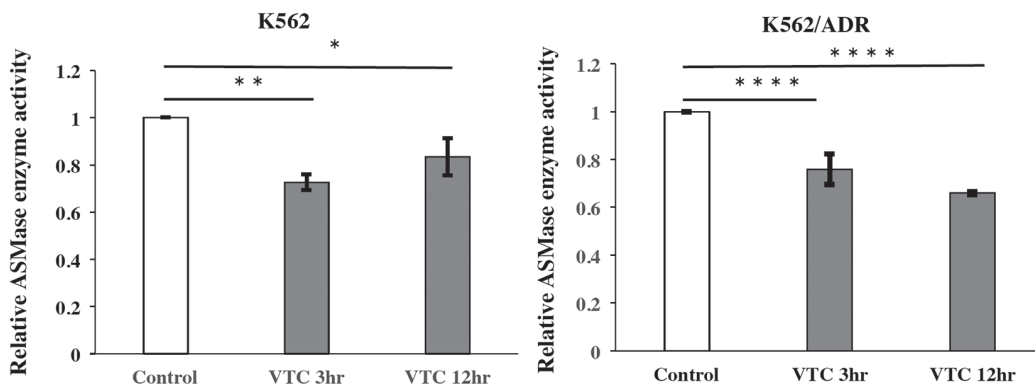 K562
Relative ASMase enzyme activity
*
**
1.2
1
0.8
0.6
0.4
0.2
0
Control
VTC 3hr
VTC 12hr
K562/ADR
Relative ASMase enzyme activity
****
****
1.2
1
0.8
0.6
0.4
0.2
0
Control
VTC 3hr
VTC 12hr